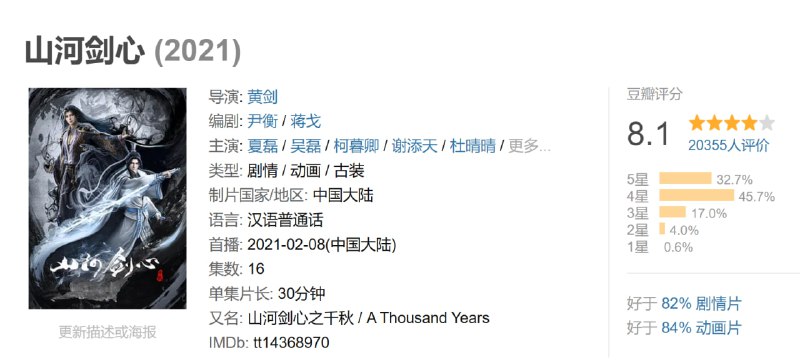 山河剑心 (2021)
导演: 黄剑
编剧: 尹衡 / 蒋戈
主演: 夏磊 / 吴磊 / 柯暮卿 / 谢添天 / 杜晴晴 / 更多...
类型: 剧情 / 动画 / 古装
制片国家/地区: 中国大陆
语言: 汉语普通话
首播: 2021-02-08(中国大陆)
集数: 16
单集片长: 30分钟
又名: 山河剑心之千秋 / A Thousand Years
IMDb: tt14368970
山河剑心
更新描述或海报
豆瓣评分
8.1
20355人评价
5星 32.7%
4星 45.7%
3星 17.0%
2星 4.0%
1星 0.6%
好于 82% 剧情片
好于 84% 动画片